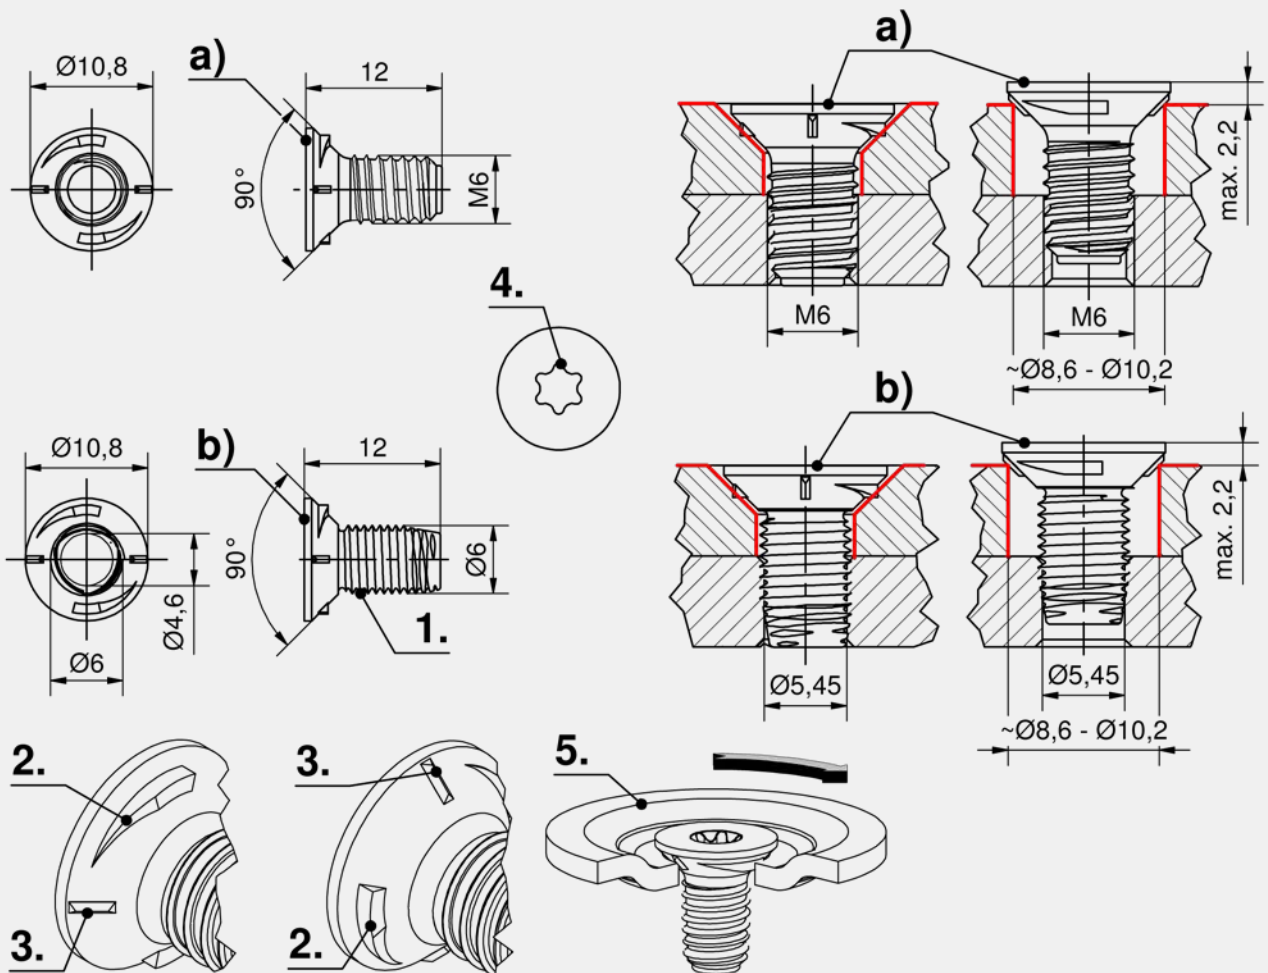 a)
Ø10,8
12
90°
M6
a)
max. 2,2
M6
M6
~Ø8,6 - Ø10,2
4.
b)
Ø10,8
12
90°
Ø6
Ø4,6
Ø6
1.
b)
max. 2,2
Ø5,45
Ø5,45
~Ø8,6 - Ø10,2
2.
3.
3.
2.
5.